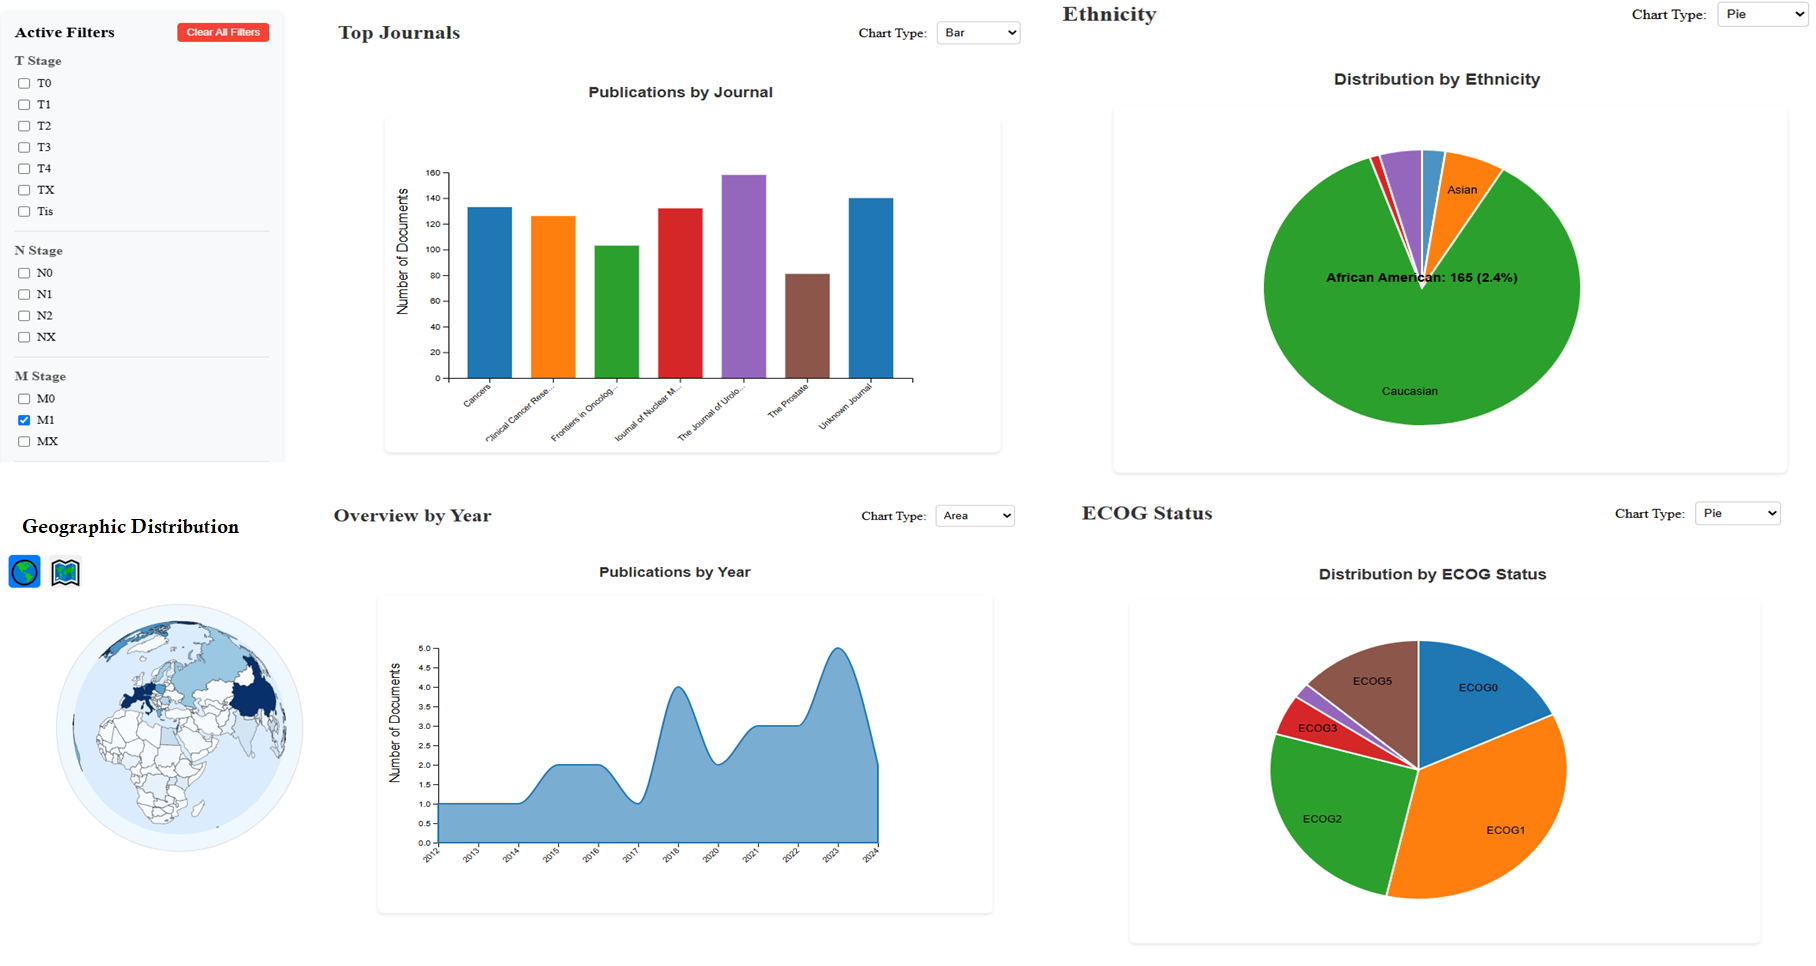 Active Filters
Clear All Filters
T Stage
T0
T1
T2
T3
T4
TX
Tis
N Stage
N0
N1
N2
NX
M Stage
M0
M1
MX
Top Journals
Chart Type:
Bar
Publications by Journal
Number of Documents
160
140
120
100
80
60
40
20
0
Cancers
Clinical Cancer Rese...
Frontiers in Oncolog...
Journal of Nuclear M...
The Journal of Urolo...
The Prostate
Unknown Journal
Ethnicity
Chart Type:
Pie
Distribution by Ethnicity
Asian
African American: 165 (2.4%)
Caucasian
Geographic Distribution
Overview by Year
Chart Type:
Area
Publications by Year
Number of Documents
5.0
4.5
4.0
3.5
3.0
2.5
2.0
1.5
1.0
0.5
0.0
2012
2013
2014
2015
2016
2017
2018
2020
2021
2022
2023
2024
ECOG Status
Chart Type:
Pie
Distribution by ECOG Status
ECOG5
ECOG0
ECOG3
ECOG2
ECOG1